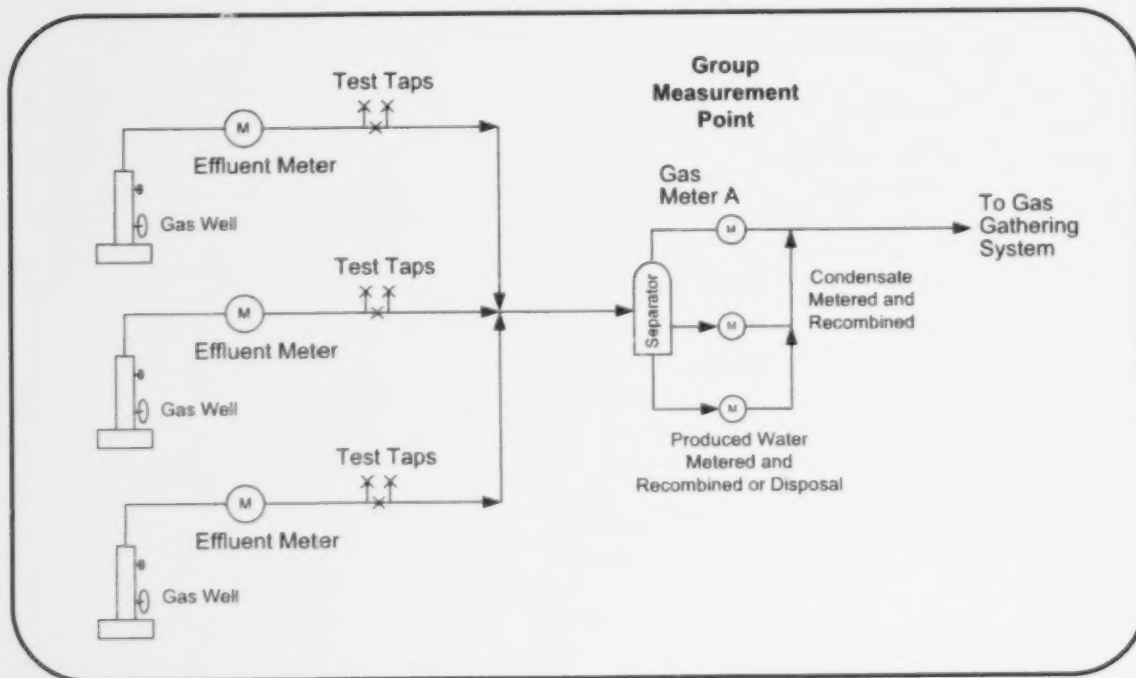 Test Taps
M
Effluent Meter
Gas Well
Test Taps
M
Effluent Meter
Gas Well
Test Taps
M
Effluent Meter
Gas Well
Group
Measurement
Point
Gas
Meter A
M
To Gas
Gathering
System
Separator
Condensate
Metered and
Recombined
M
M
Produced Water
Metered and
Recombined or Disposal